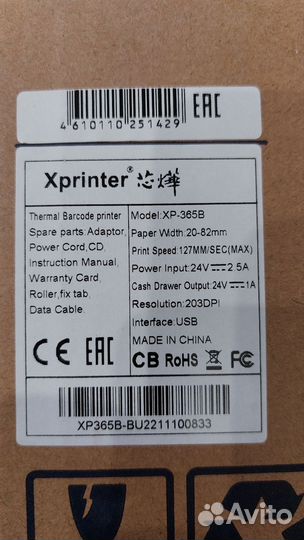 4610110251429
EAC
Xprinter® 芯烨
Thermal Barcode printer
Spare parts: Adaptor,
Power Cord,CD,
Instruction Manual,
Warranty Card,
Roller,fix tab,
Data Cable.
Model:XP-365B
Paper Width 20-82mm
Print Speed:127MM/SEC(MAX)
Power Input:24V⎓2.5A
Cash Drawer Output:24V⎓1A
Resolution:203DPI
Interface:USB
MADE IN CHINA
CE EAC
CB RoHS FC
XP365B-BU2211100833
Avito